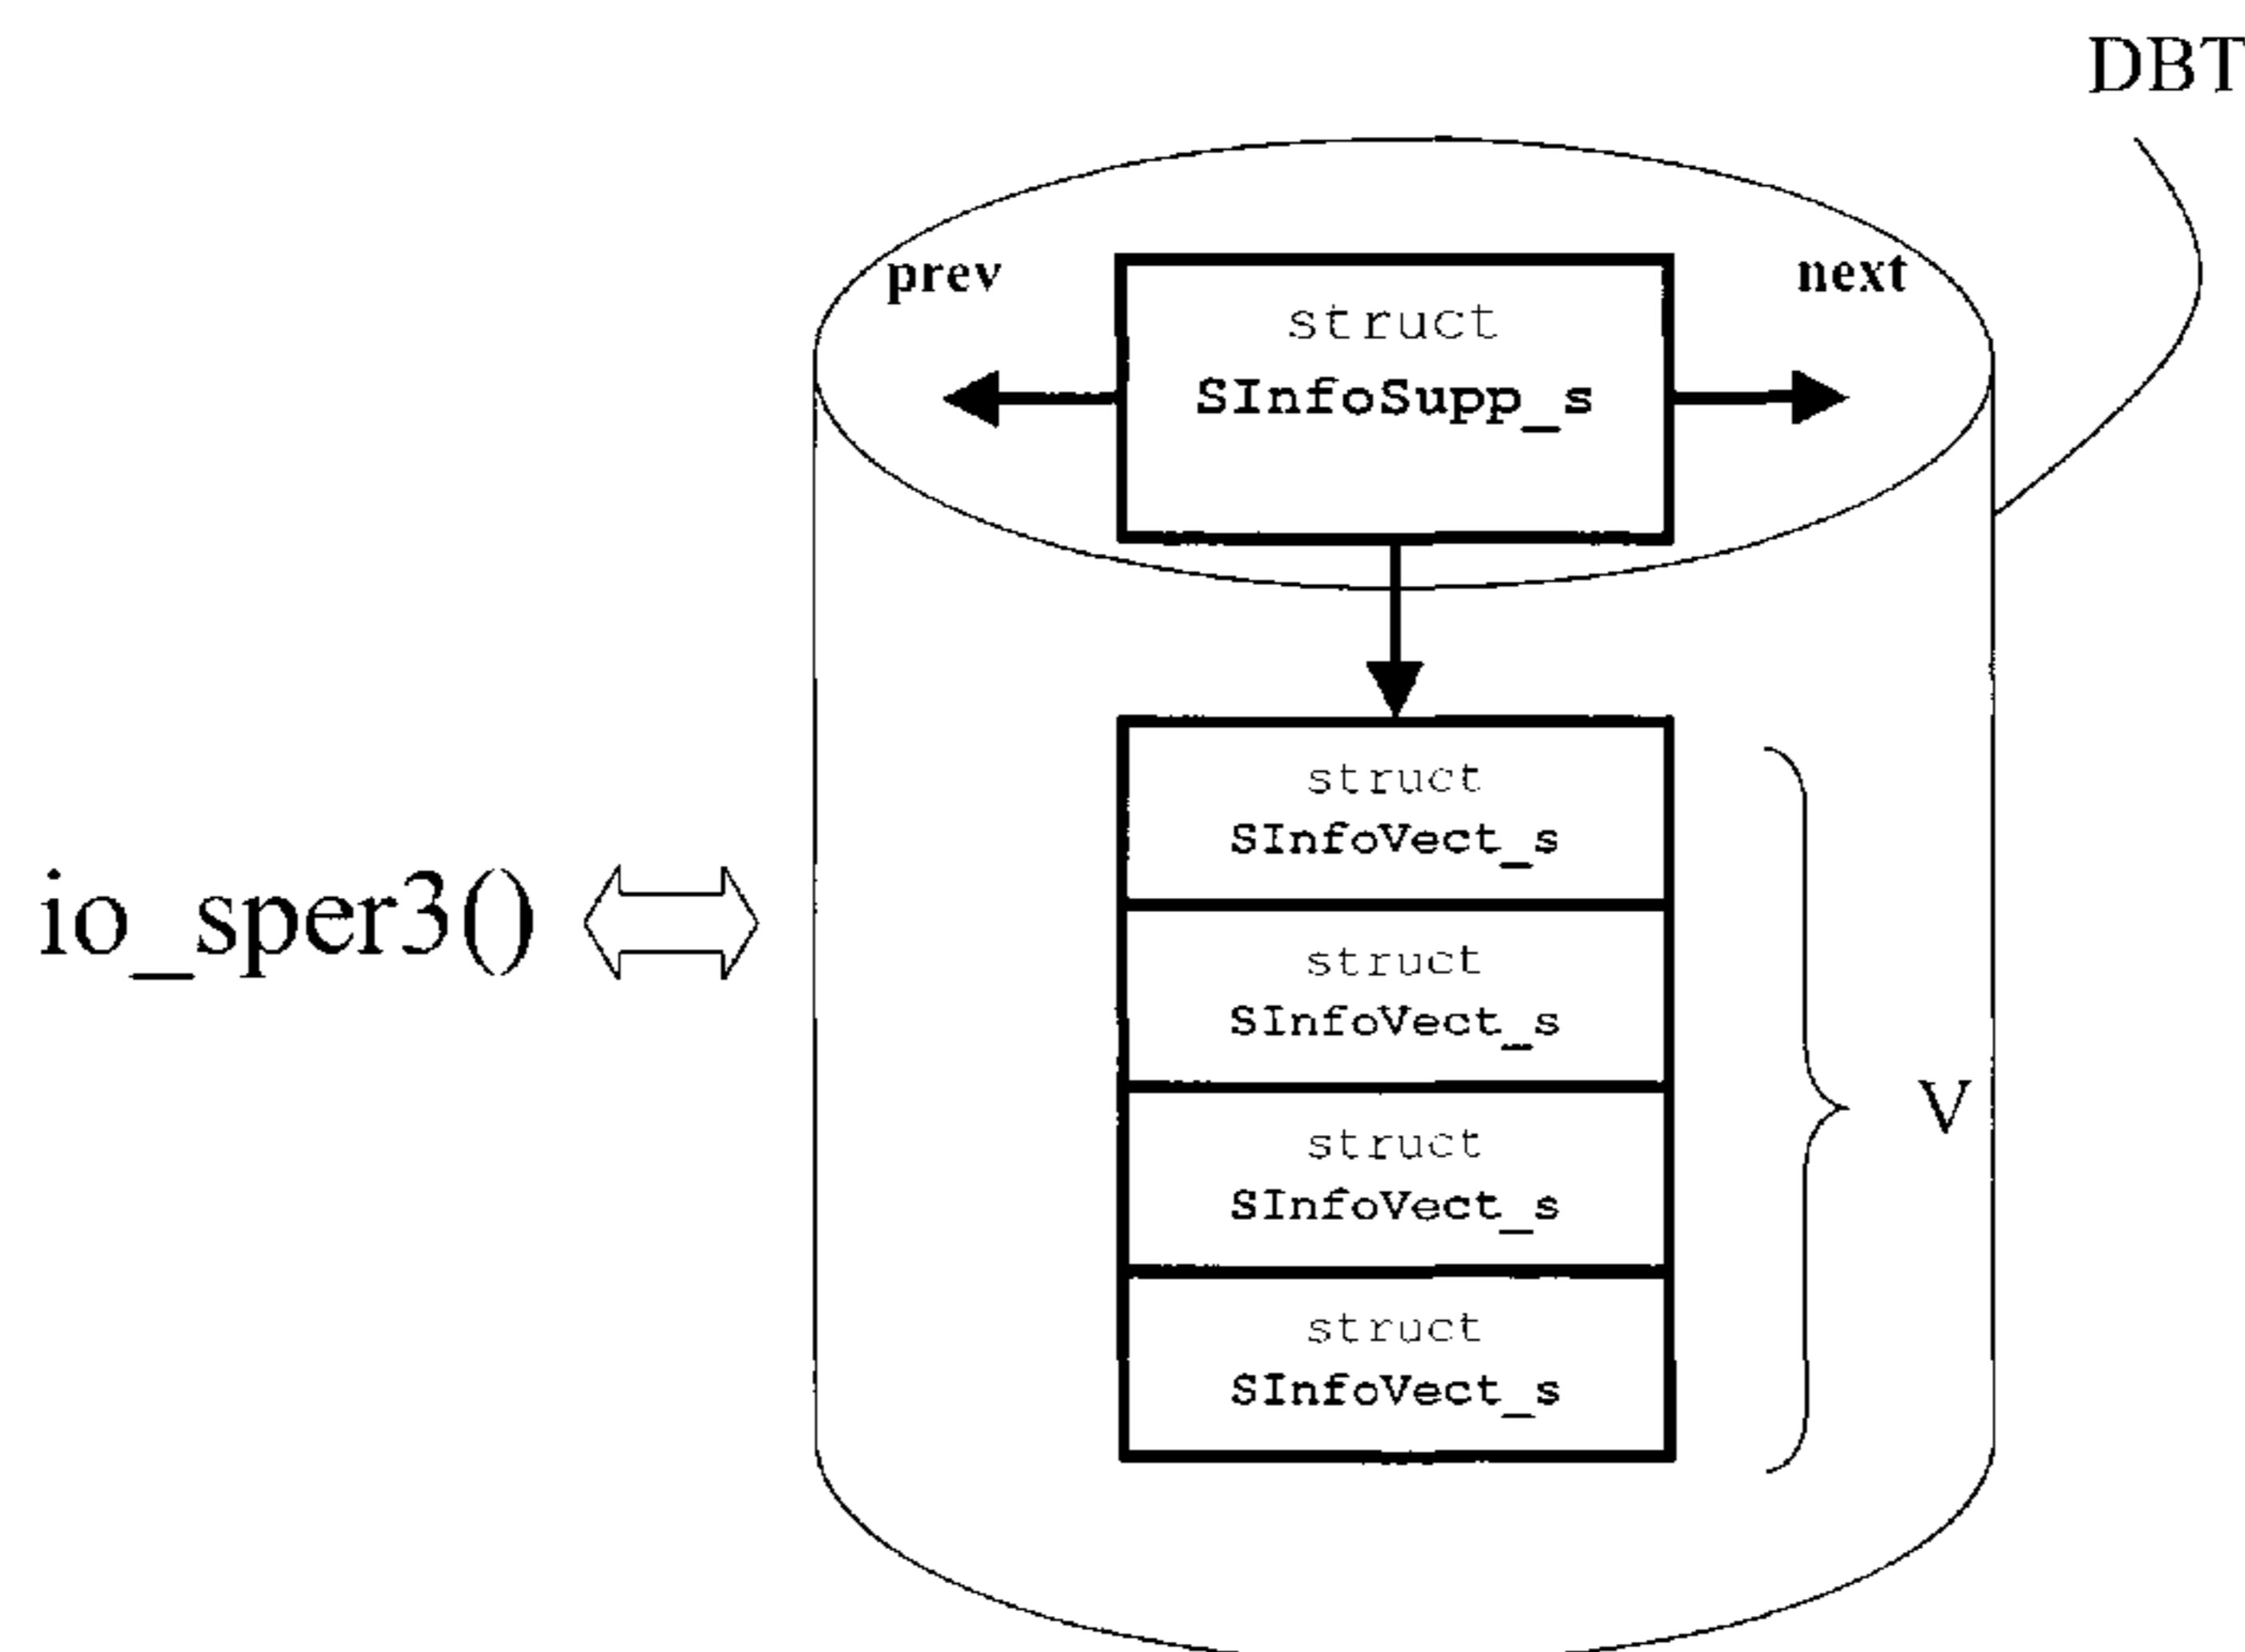 DBT
prev
next
struct
SInfoSupp_s
struct
SInfoVect_s
struct
SInfoVect_s
io_sper3()
struct
SInfoVect_s
V
struct
SInfoVect_s